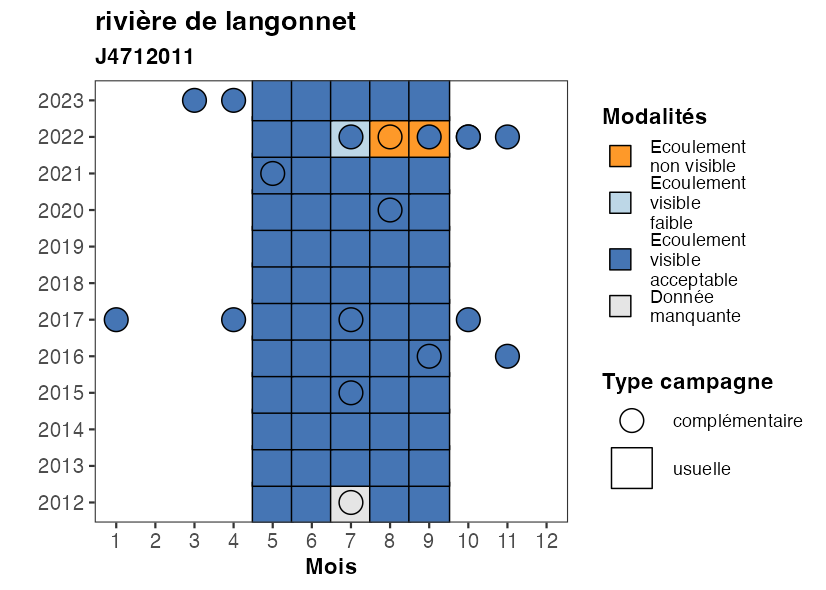 rivière de langonnet
J4712011
2023
2022
2021
2020
2019
2018
2017
2016
2015
2014
2013
2012
1 2 3 4 5 6 7 8 9 10 11 12
Mois
Modalités
Ecoulement
non visible
Ecoulement
visible
faible
Ecoulement
visible
acceptable
Donnée
manquante
Type campagne
complémentaire
usuelle